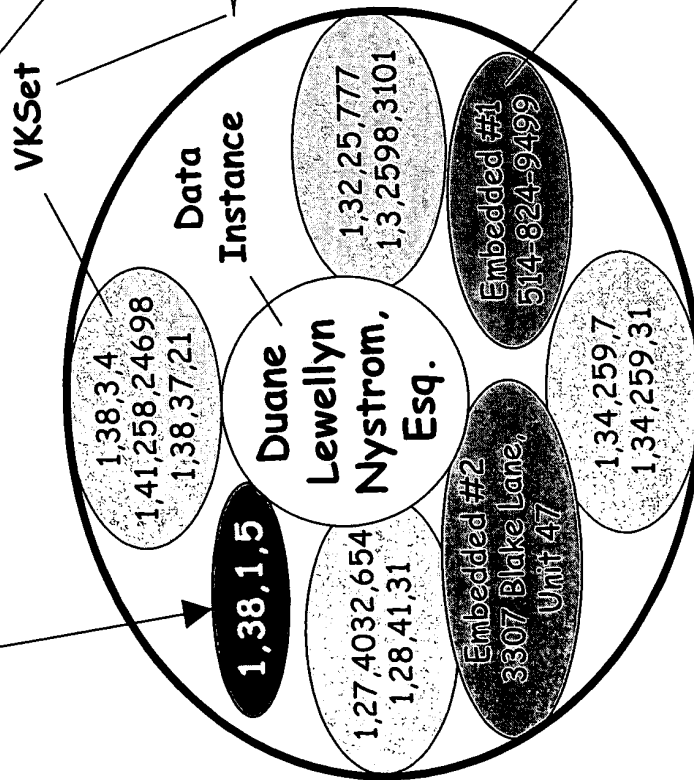 VKSet
Data
Instance
1,38,3,4
1,41,258,24698
1,38,37,21
1,32,25,777
1,3,2598,3101
1,38,1,5
Duane
Lewellyn
Nystrom,
Esq.
1,27,4032,654
1,28,41,31
Embedded #1
514-824-9499
Embedded #2
3307 Blake Lane,
Unit 47
1,34,259,7
1,34,259,31